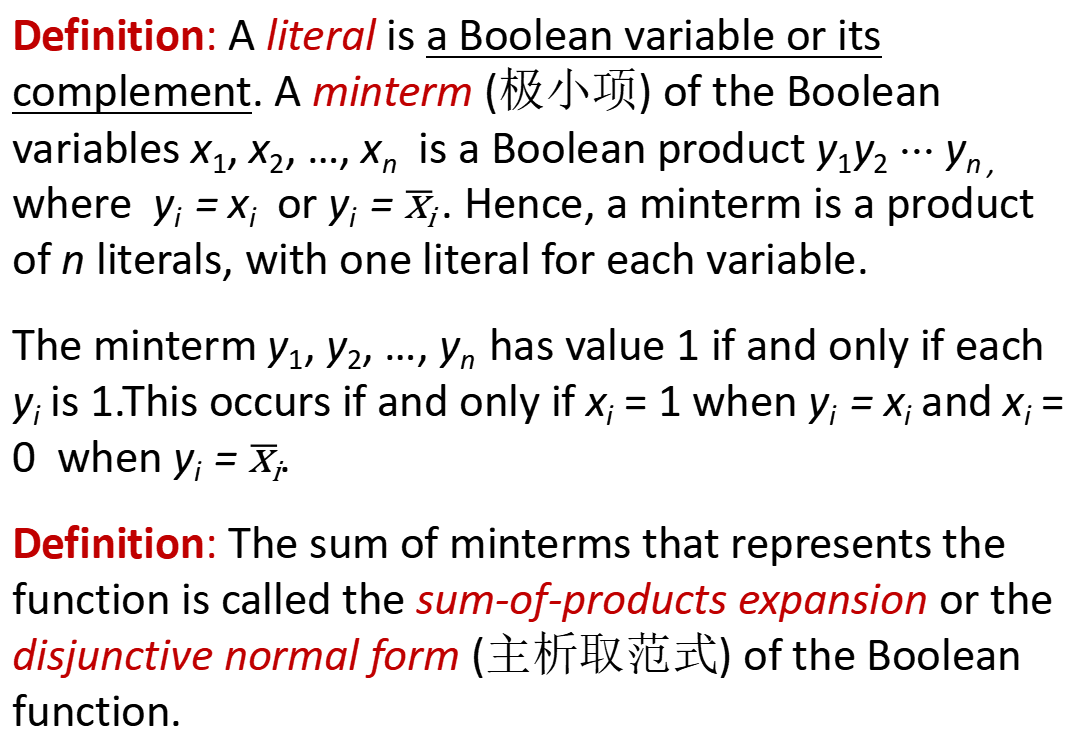 Definition: A literal is a Boolean variable or its
complement. A minterm (极小项) of the Boolean
variables x₁, x₂, …, xₙ is a Boolean product y₁y₂ ⋯ yₙ,
where yᵢ = xᵢ or yᵢ = x̅ᵢ. Hence, a minterm is a product
of n literals, with one literal for each variable.
The minterm y₁, y₂, …, yₙ has value 1 if and only if each
yᵢ is 1.This occurs if and only if xᵢ = 1 when yᵢ = xᵢ and xᵢ =
0 when yᵢ = x̅ᵢ.
Definition: The sum of minterms that represents the
function is called the sum-of-products expansion or the
disjunctive normal form (主析取范式) of the Boolean
function.